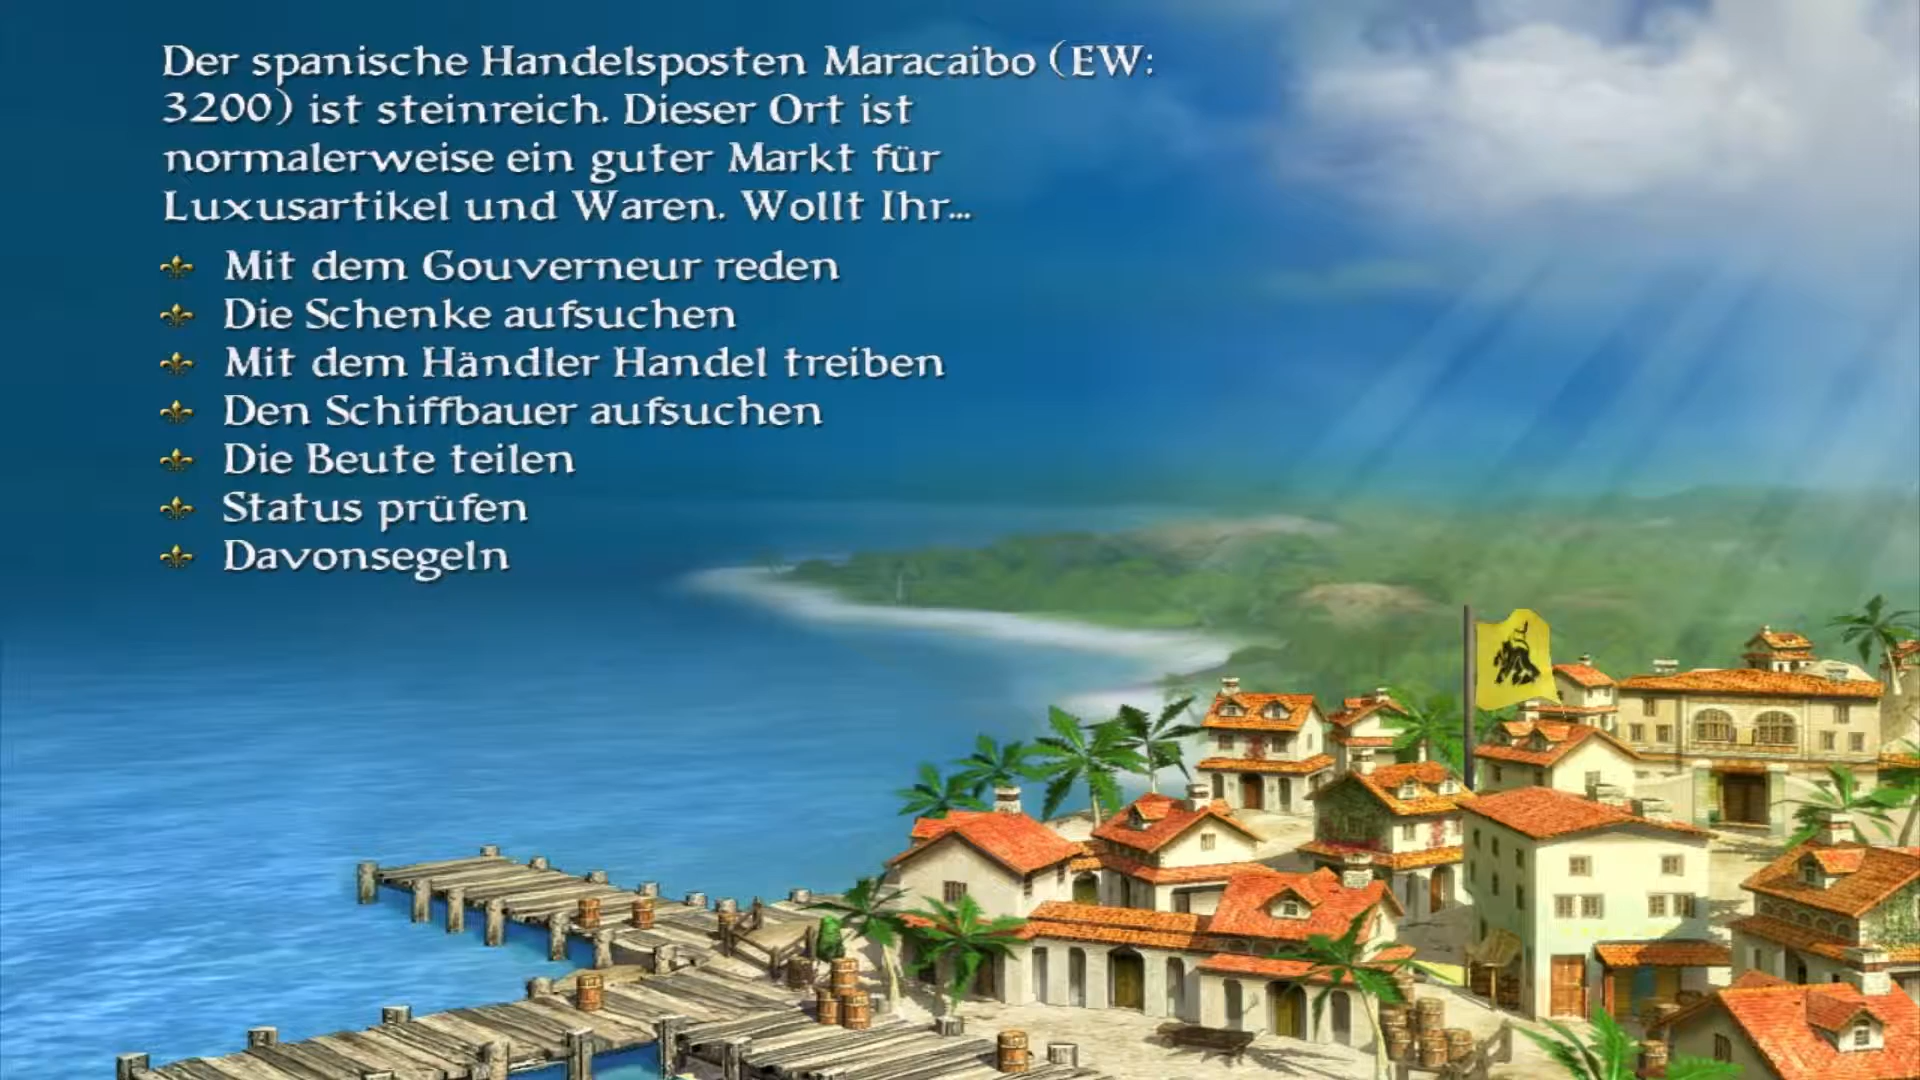 Der spanische Handelsposten Maracaibo (EW:
3200) ist steinreich. Dieser Ort ist
normalerweise ein guter Markt für
Luxusartikel und Waren. Wollt Ihr...
Mit dem Gouverneur reden
Die Schenke aufsuchen
Mit dem Händler Handel treiben
Den Schiffbauer aufsuchen
Die Beute teilen
Status prüfen
Davonsegeln